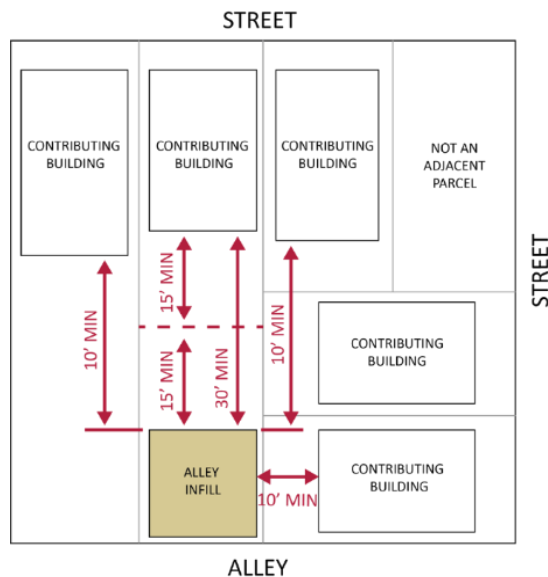 STREET
CONTRIBUTING
BUILDING
CONTRIBUTING
BUILDING
CONTRIBUTING
BUILDING
NOT AN
ADJACENT
PARCEL
STREET
10' MIN
15' MIN
15' MIN
30' MIN
10' MIN
CONTRIBUTING
BUILDING
ALLEY
INFILL
10' MIN
CONTRIBUTING
BUILDING
ALLEY